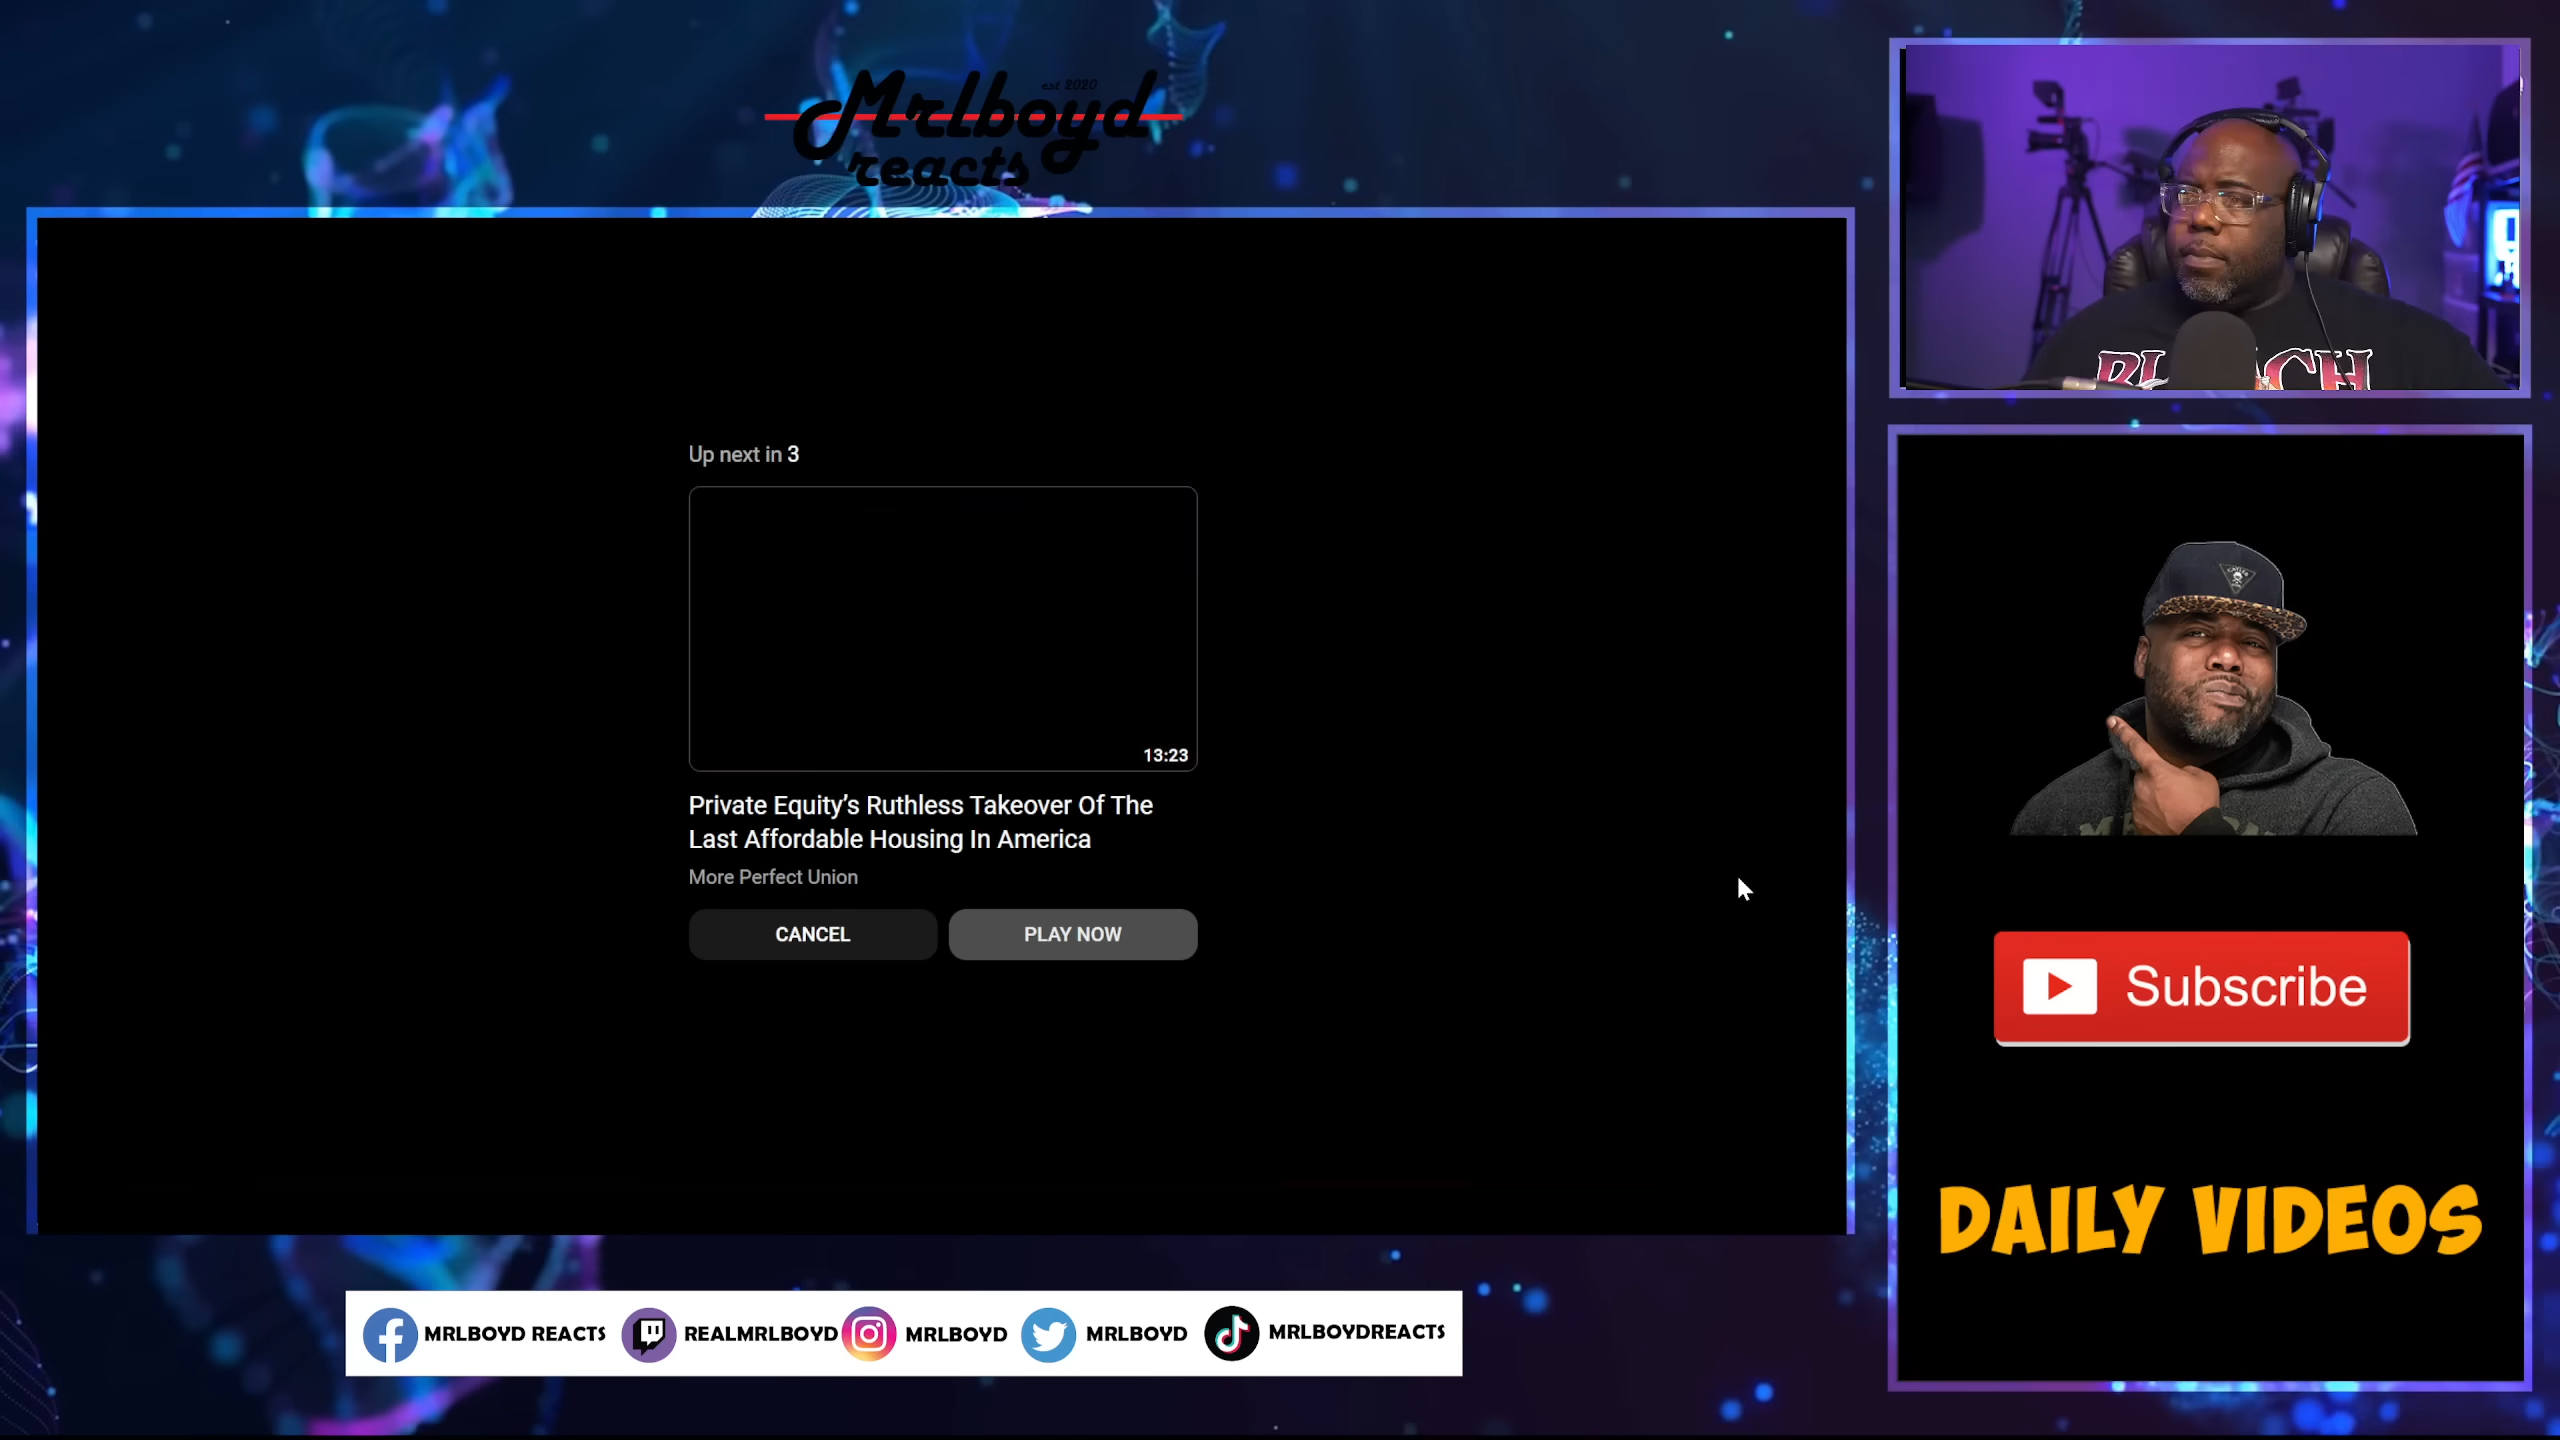 est 2020
Mrlboyd
reacts
Up next in 3
13:23
Private Equity’s Ruthless Takeover Of The
Last Affordable Housing In America
More Perfect Union
CANCEL
PLAY NOW
Subscribe
DAILY VIDEOS
MRLBOYD REACTS
REALMRLBOYD
MRLBOYD
MRLBOYD
MRLBOYDREACTS